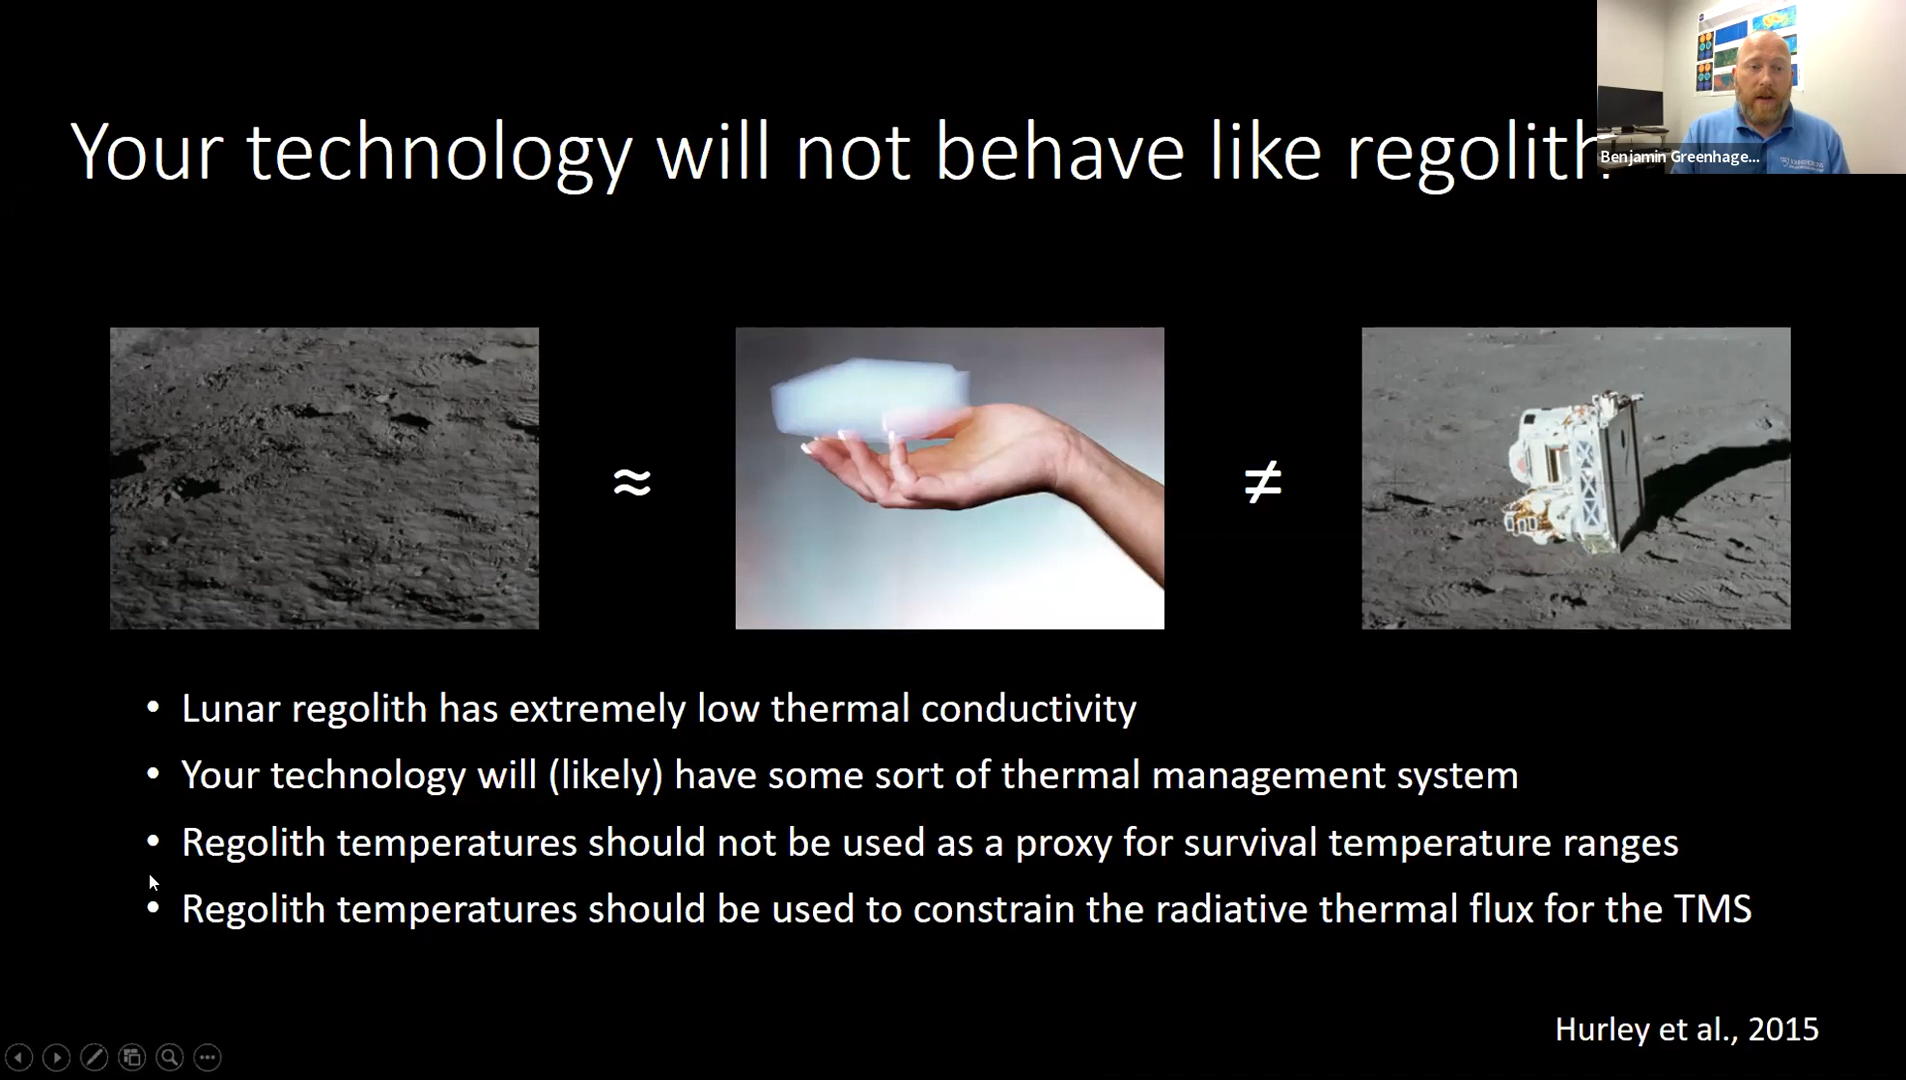 Your technology will not behave like regolith.
Benjamin Greenhage...
≈
≠
• Lunar regolith has extremely low thermal conductivity
• Your technology will (likely) have some sort of thermal management system
• Regolith temperatures should not be used as a proxy for survival temperature ranges
• Regolith temperatures should be used to constrain the radiative thermal flux for the TMS
Hurley et al., 2015